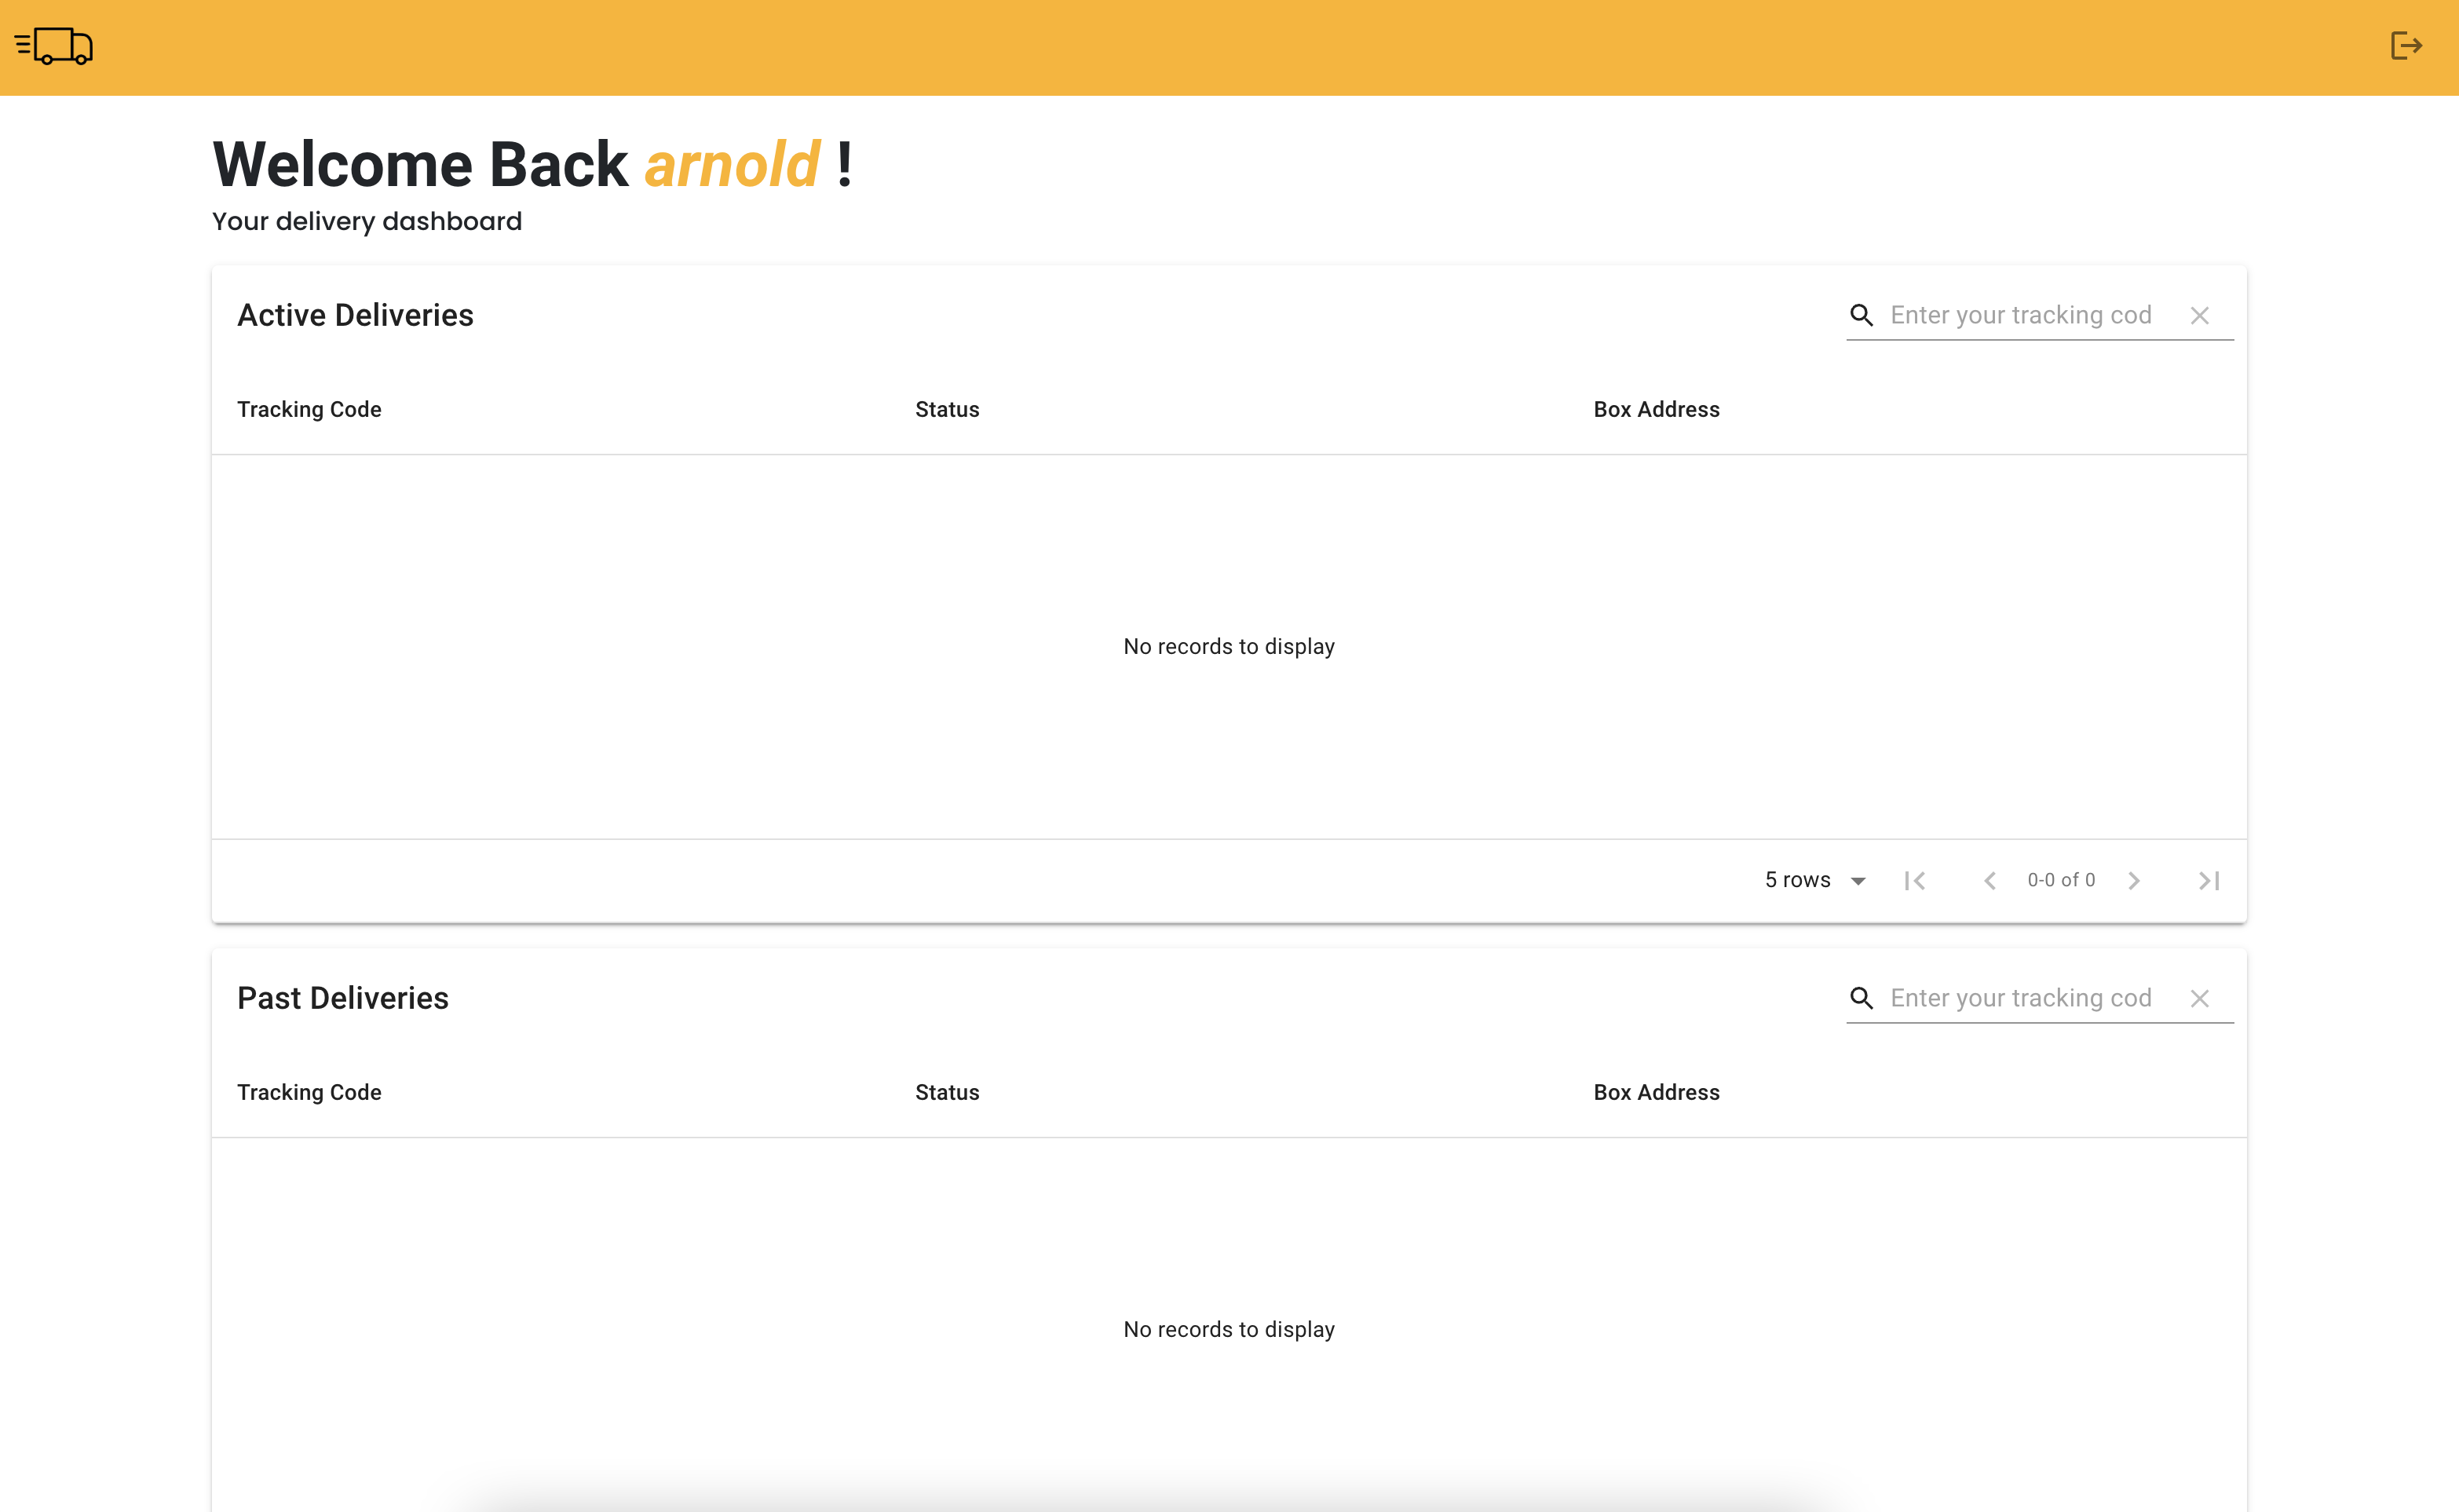 Welcome Back arnold !
Your delivery dashboard
Active Deliveries
Enter your tracking cod
Tracking Code Status Box Address
No records to display
5 rows 0-0 of 0
Past Deliveries
Enter your tracking cod
Tracking Code Status Box Address
No records to display